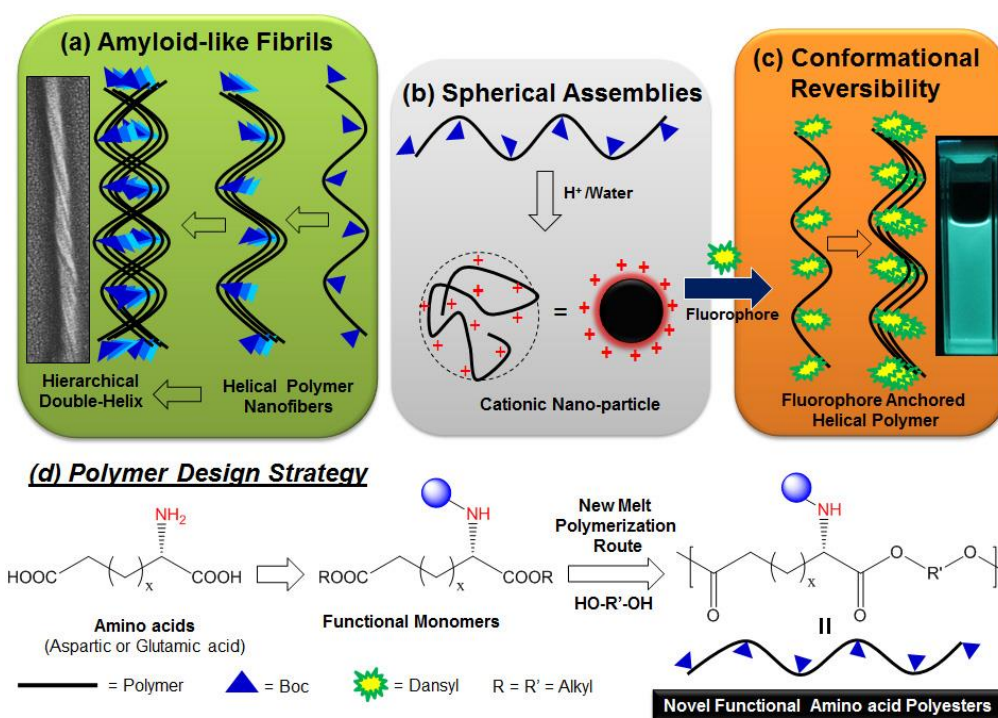 (a) Amyloid-like Fibrils
Hierarchical
Double-Helix
Helical Polymer
Nanofibers
(b) Spherical Assemblies
H+ /Water
+ + + + + + + +
=
+ + + + + + + + + + + +
Cationic Nano-particle
Fluorophore
(c) Conformational
Reversibility
Fluorophore Anchored
Helical Polymer
(d) Polymer Design Strategy
NH2
HOOC
x
COOH
Amino acids
(Aspartic or Glutamic acid)
NH
ROOC
x
COOR
Functional Monomers
New Melt
Polymerization
Route
HO-R'-OH
NH
x
O
O
O
R'
O
=
Novel Functional Amino acid Polyesters
= Polymer
= Boc
= Dansyl
R = R' = Alkyl